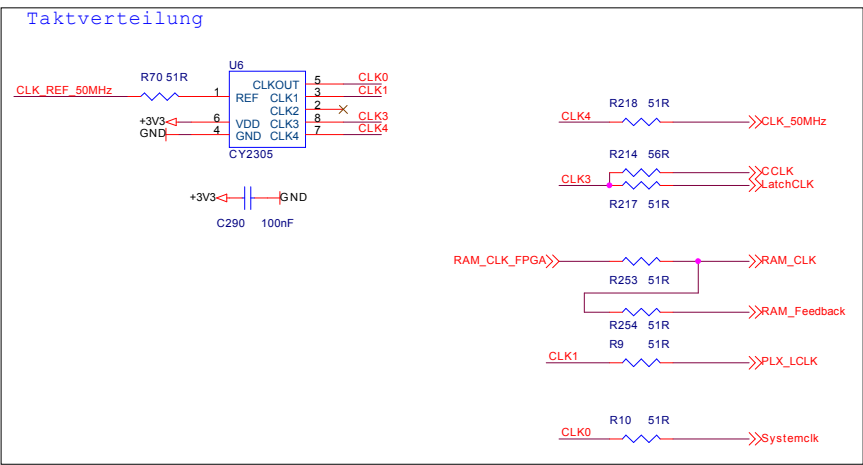 Taktverteilung
U6
R70 51R
CLK_REF_50MHz
1 REF
CLKOUT 5 CLK0
CLK1 3 CLK1
CLK2 2
+3V3 6 VDD
CLK3 8 CLK3
GND 4 GND
CLK4 7 CLK4
CY2305
+3V3 GND
C290 100nF
R218 51R
CLK4 CLK_50MHz
R214 56R
CCLK
CLK3 LatchCLK
R217 51R
RAM_CLK_FPGA RAM_CLK
R253 51R
RAM_Feedback
R254 51R
R9 51R
CLK1 PLX_LCLK
R10 51R
CLK0 Systemclk